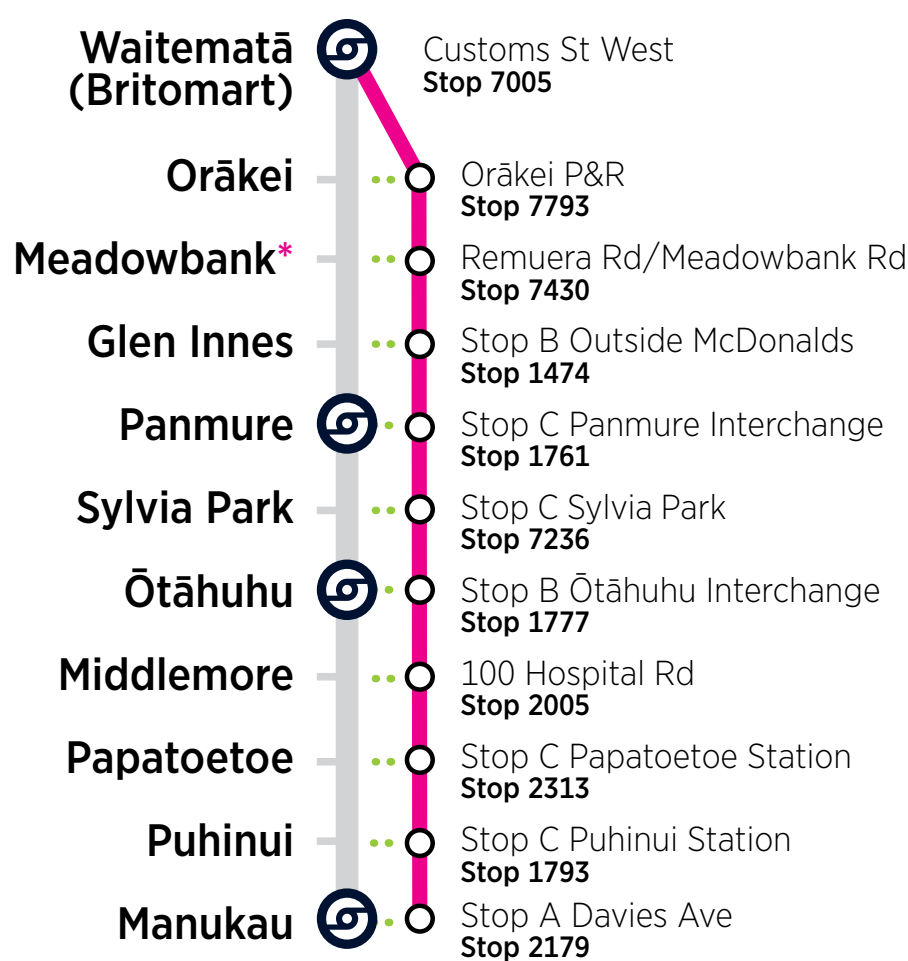 Waitematā
(Britomart)
Customs St West
Stop 7005
Orākei
Orākei P&R
Stop 7793
Meadowbank*
Remuera Rd/Meadowbank Rd
Stop 7430
Glen Innes
Stop B Outside McDonalds
Stop 1474
Panmure
Stop C Panmure Interchange
Stop 1761
Sylvia Park
Stop C Sylvia Park
Stop 7236
Ōtāhuhu
Stop B Ōtāhuhu Interchange
Stop 1777
Middlemore
100 Hospital Rd
Stop 2005
Papatoetoe
Stop C Papatoetoe Station
Stop 2313
Puhinui
Stop C Puhinui Station
Stop 1793
Manukau
Stop A Davies Ave
Stop 2179